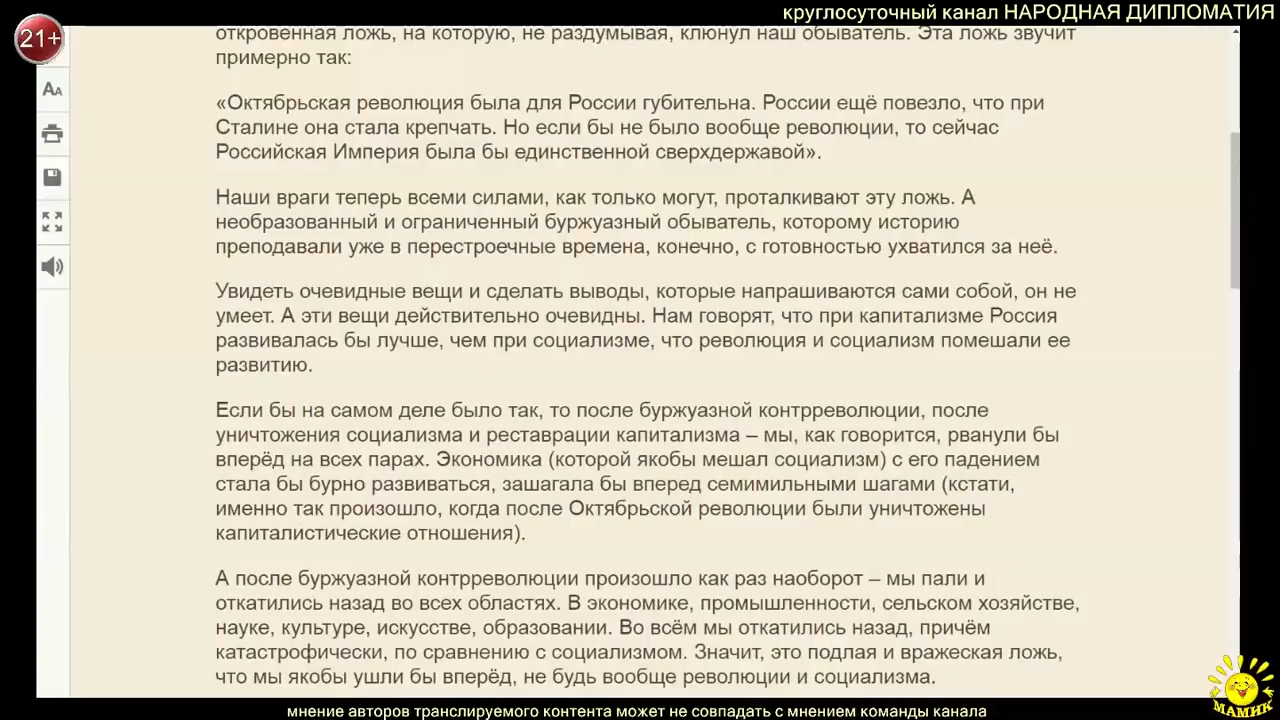 круглосуточный канал НАРОДНАЯ ДИПЛОМАТИЯ
21+
откровенная ложь, на которую, не раздумывая, клюнул наш обыватель. Эта ложь звучит
примерно так:
«Октябрьская революция была для России губительна. России ещё повезло, что при
Сталине она стала крепчать. Но если бы не было вообще революции, то сейчас
Российская Империя была бы единственной сверхдержавой».
Наши враги теперь всеми силами, как только могут, проталкивают эту ложь. А
необразованный и ограниченный буржуазный обыватель, которому историю
преподавали уже в перестроечные времена, конечно, с готовностью ухватился за неё.
Увидеть очевидные вещи и сделать выводы, которые напрашиваются сами собой, он не
умеет. А эти вещи действительно очевидны. Нам говорят, что при капитализме Россия
развивалась бы лучше, чем при социализме, что революция и социализм помешали ее
развитию.
Если бы на самом деле было так, то после буржуазной контрреволюции, после
уничтожения социализма и реставрации капитализма – мы, как говорится, рванули бы
вперёд на всех парах. Экономика (которой якобы мешал социализм) с его падением
стала бы бурно развиваться, зашагала бы вперед семимильными шагами (кстати,
именно так произошло, когда после Октябрьской революции были уничтожены
капиталистические отношения).
А после буржуазной контрреволюции произошло как раз наоборот – мы пали и
откатились назад во всех областях. В экономике, промышленности, сельском хозяйстве,
науке, культуре, искусстве, образовании. Во всём мы откатились назад, причём
катастрофически, по сравнению с социализмом. Значит, это подлая и вражеская ложь,
что мы якобы ушли бы вперёд, не будь вообще революции и социализма.
МАМИК
мнение авторов транслируемого контента может не совпадать с мнением команды канала